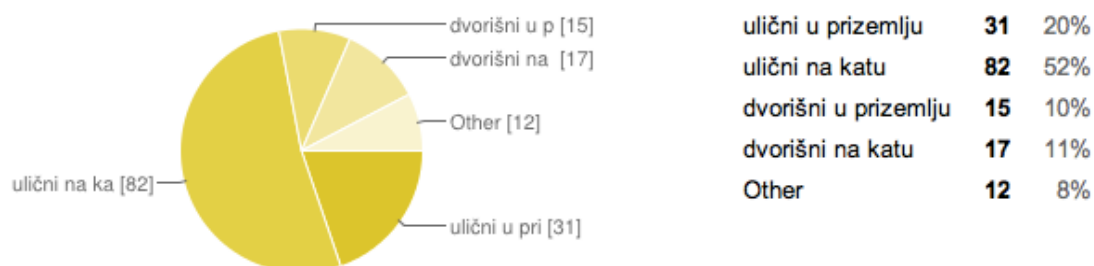 dvorišni u p [15]
dvorišni na [17]
Other [12]
ulični na ka [82]
ulični u pri [31]
ulični u prizemlju 31 20%
ulični na katu 82 52%
dvorišni u prizemlju 15 10%
dvorišni na katu 17 11%
Other 12 8%